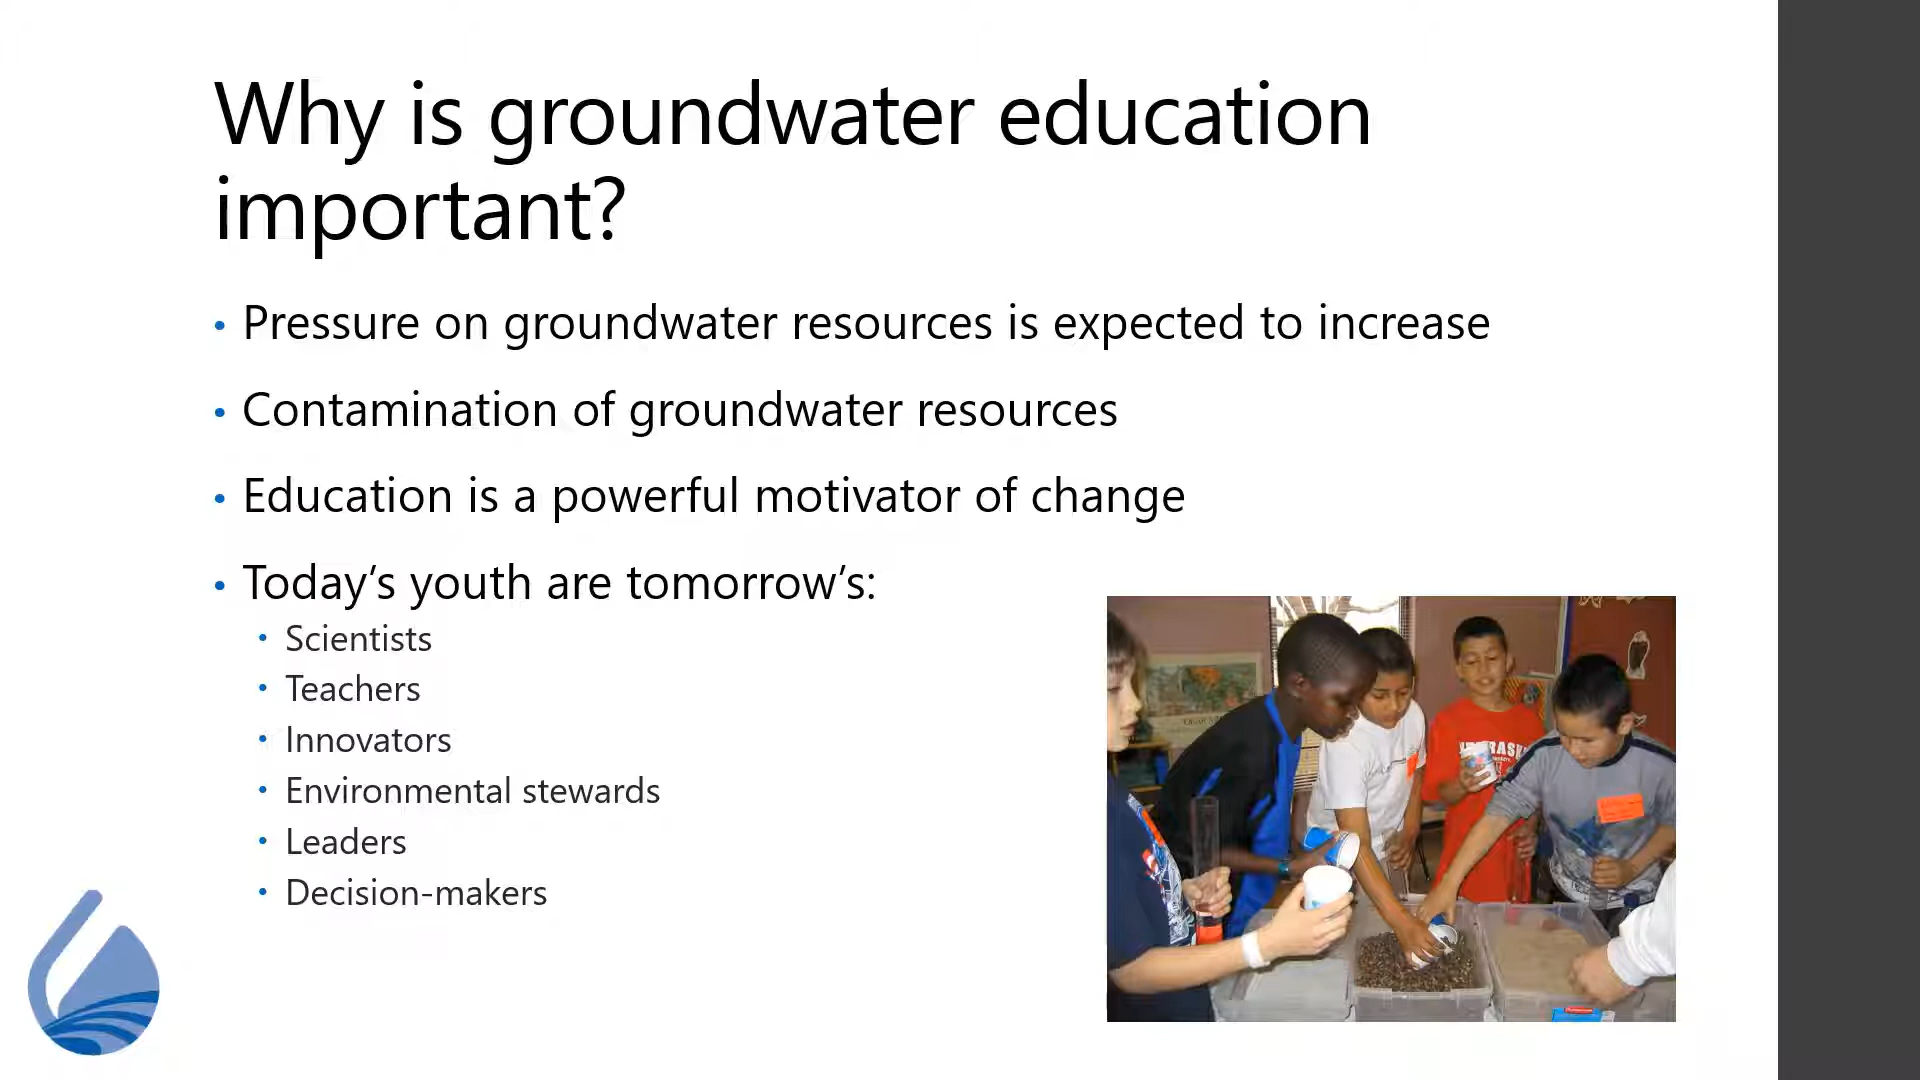 Why is groundwater education
important?
• Pressure on groundwater resources is expected to increase
• Contamination of groundwater resources
• Education is a powerful motivator of change
• Today’s youth are tomorrow’s:
• Scientists
• Teachers
• Innovators
• Environmental stewards
• Leaders
• Decision-makers